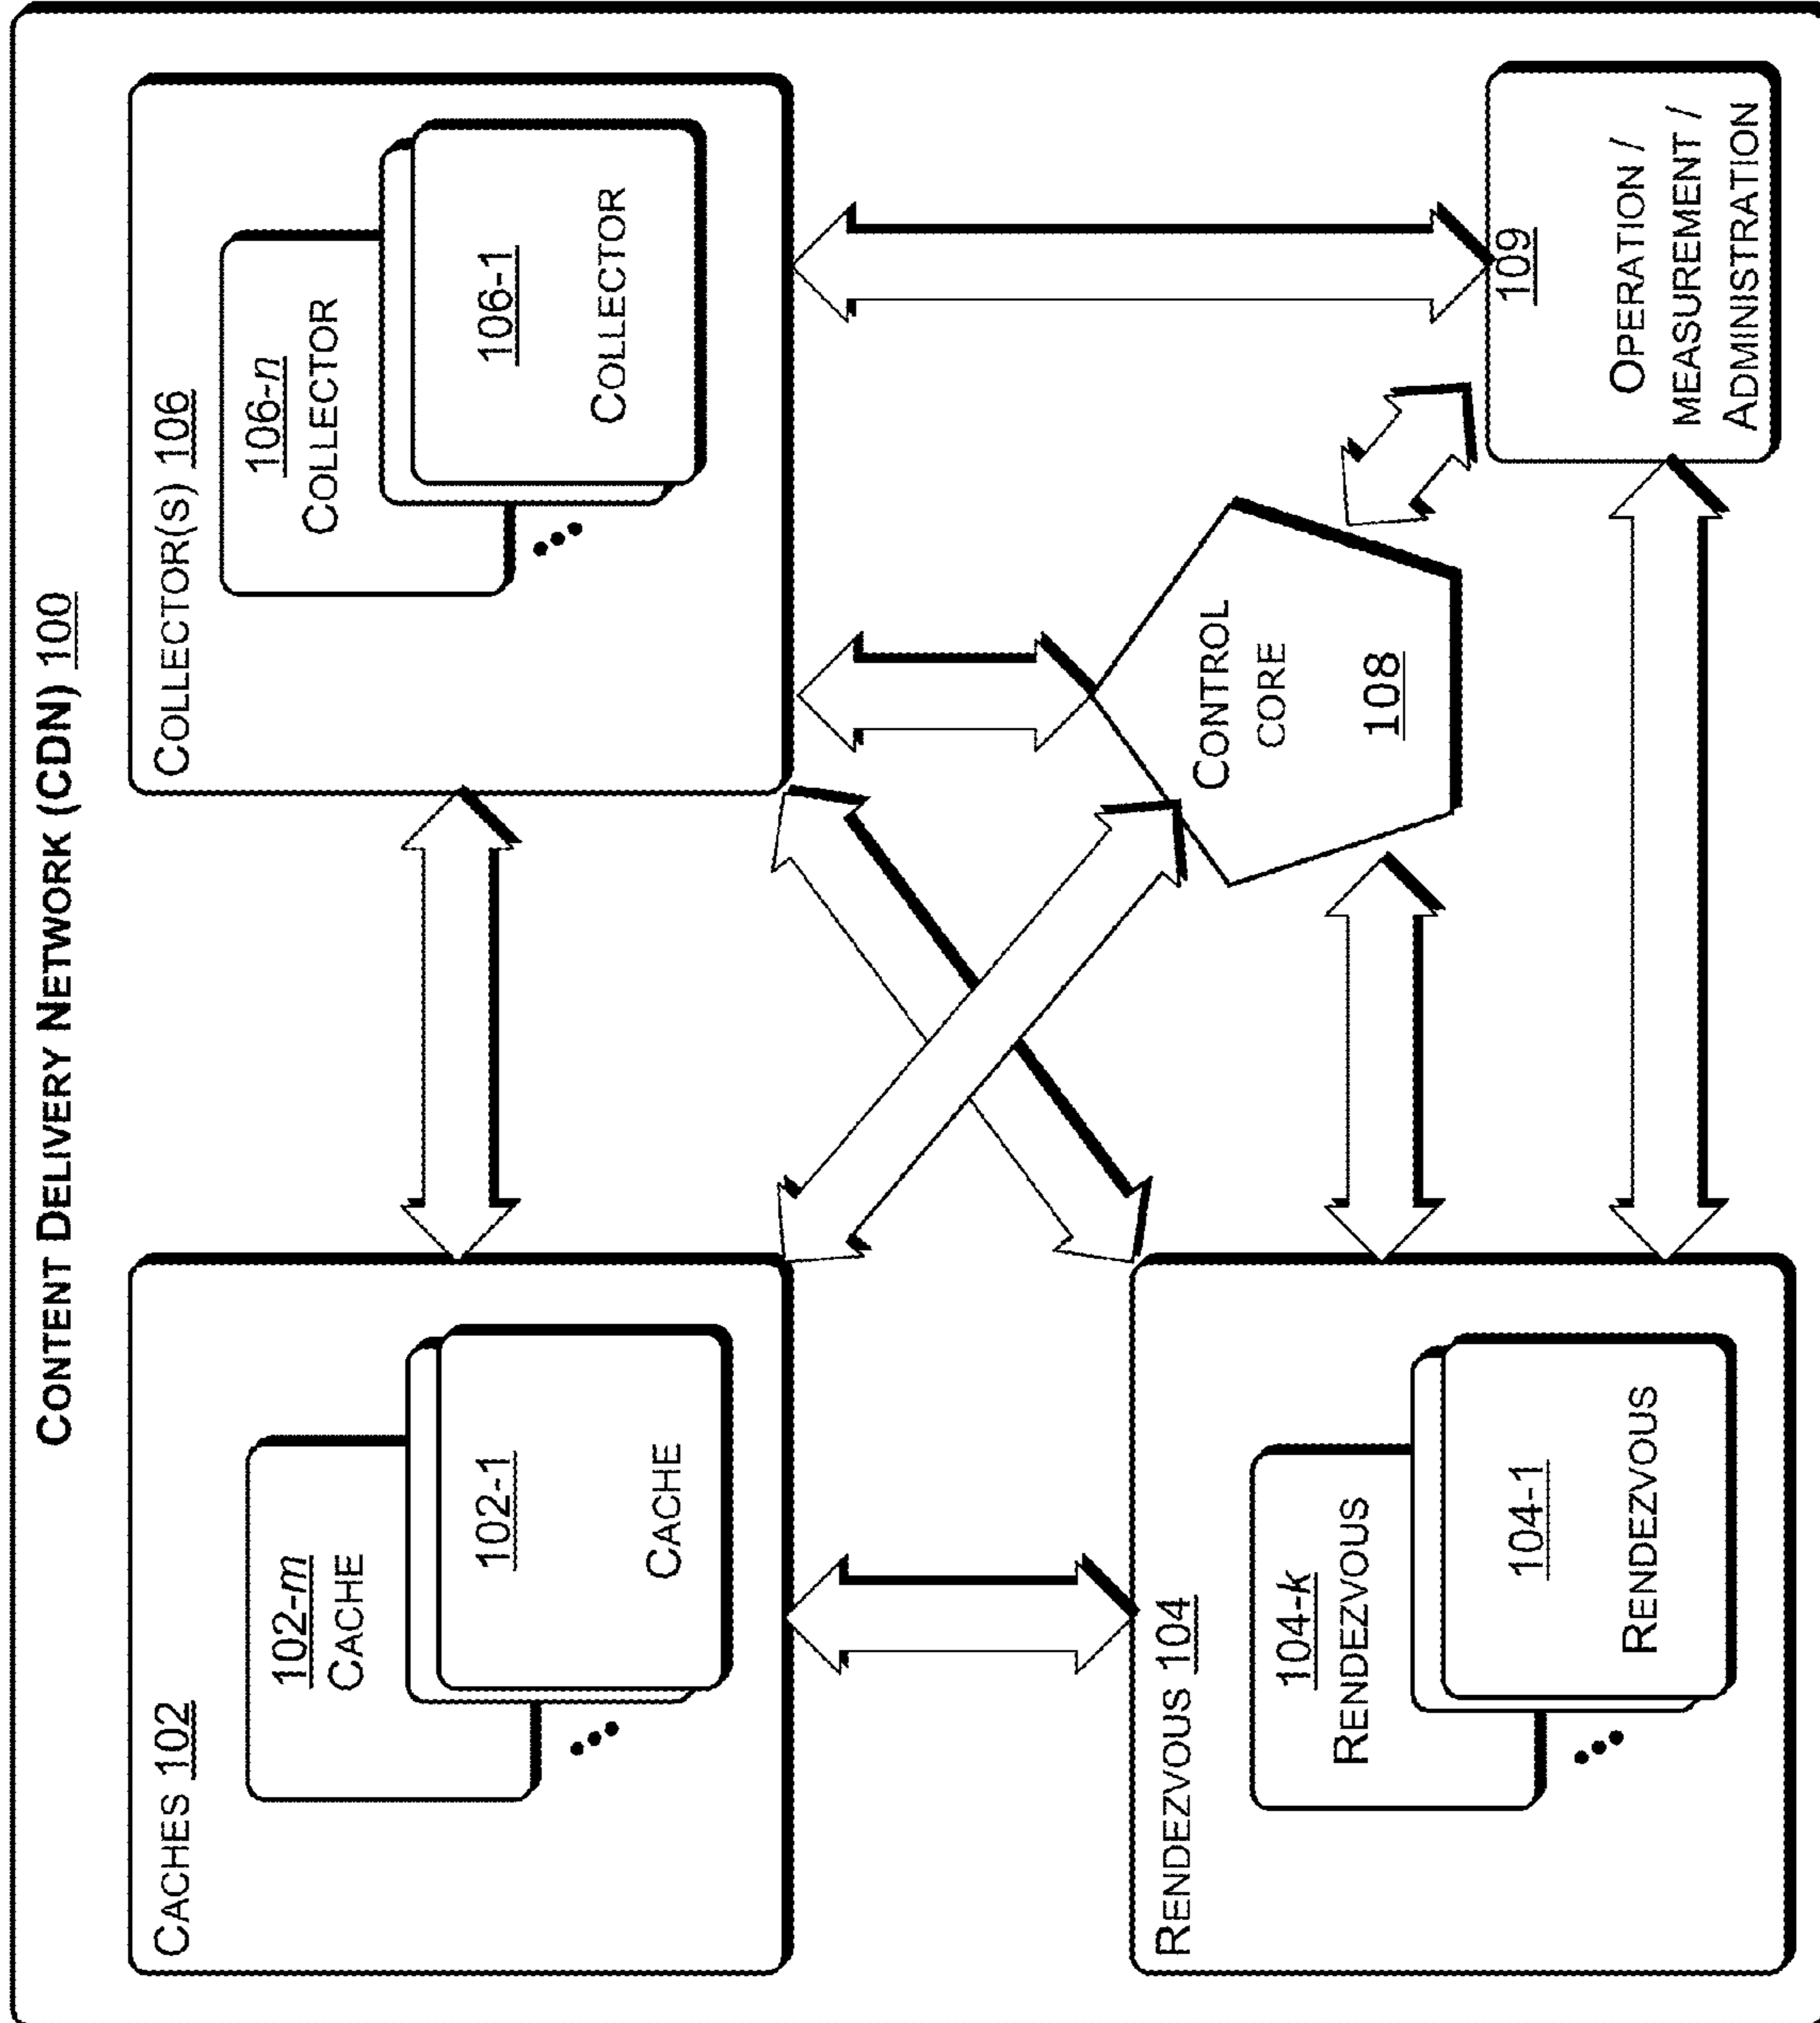 CONTENT DELIVERY NETWORK (CDN) 100
CACHES 102
102-m
CACHE
102-1
CACHE
COLLECTOR(S) 106
106-n
COLLECTOR
106-1
COLLECTOR
RENDEZVOUS 104
104-k
RENDEZVOUS
104-1
RENDEZVOUS
CONTROL
CORE
108
109
OPERATION /
MEASUREMENT /
ADMINISTRATION